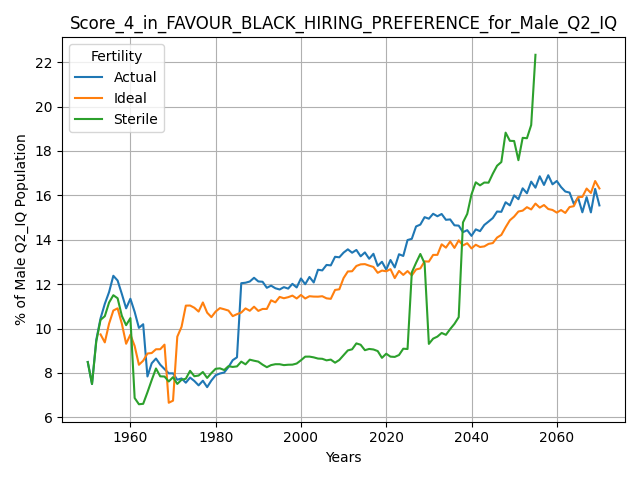 Score_4_in_FAVOUR_BLACK_HIRING_PREFERENCE_for_Male_Q2_IQ
Fertility
Actual
Ideal
Sterile
% of Male Q2_IQ Population
22
20
18
16
14
12
10
8
6
1960
1980
2000
2020
2040
2060
Years